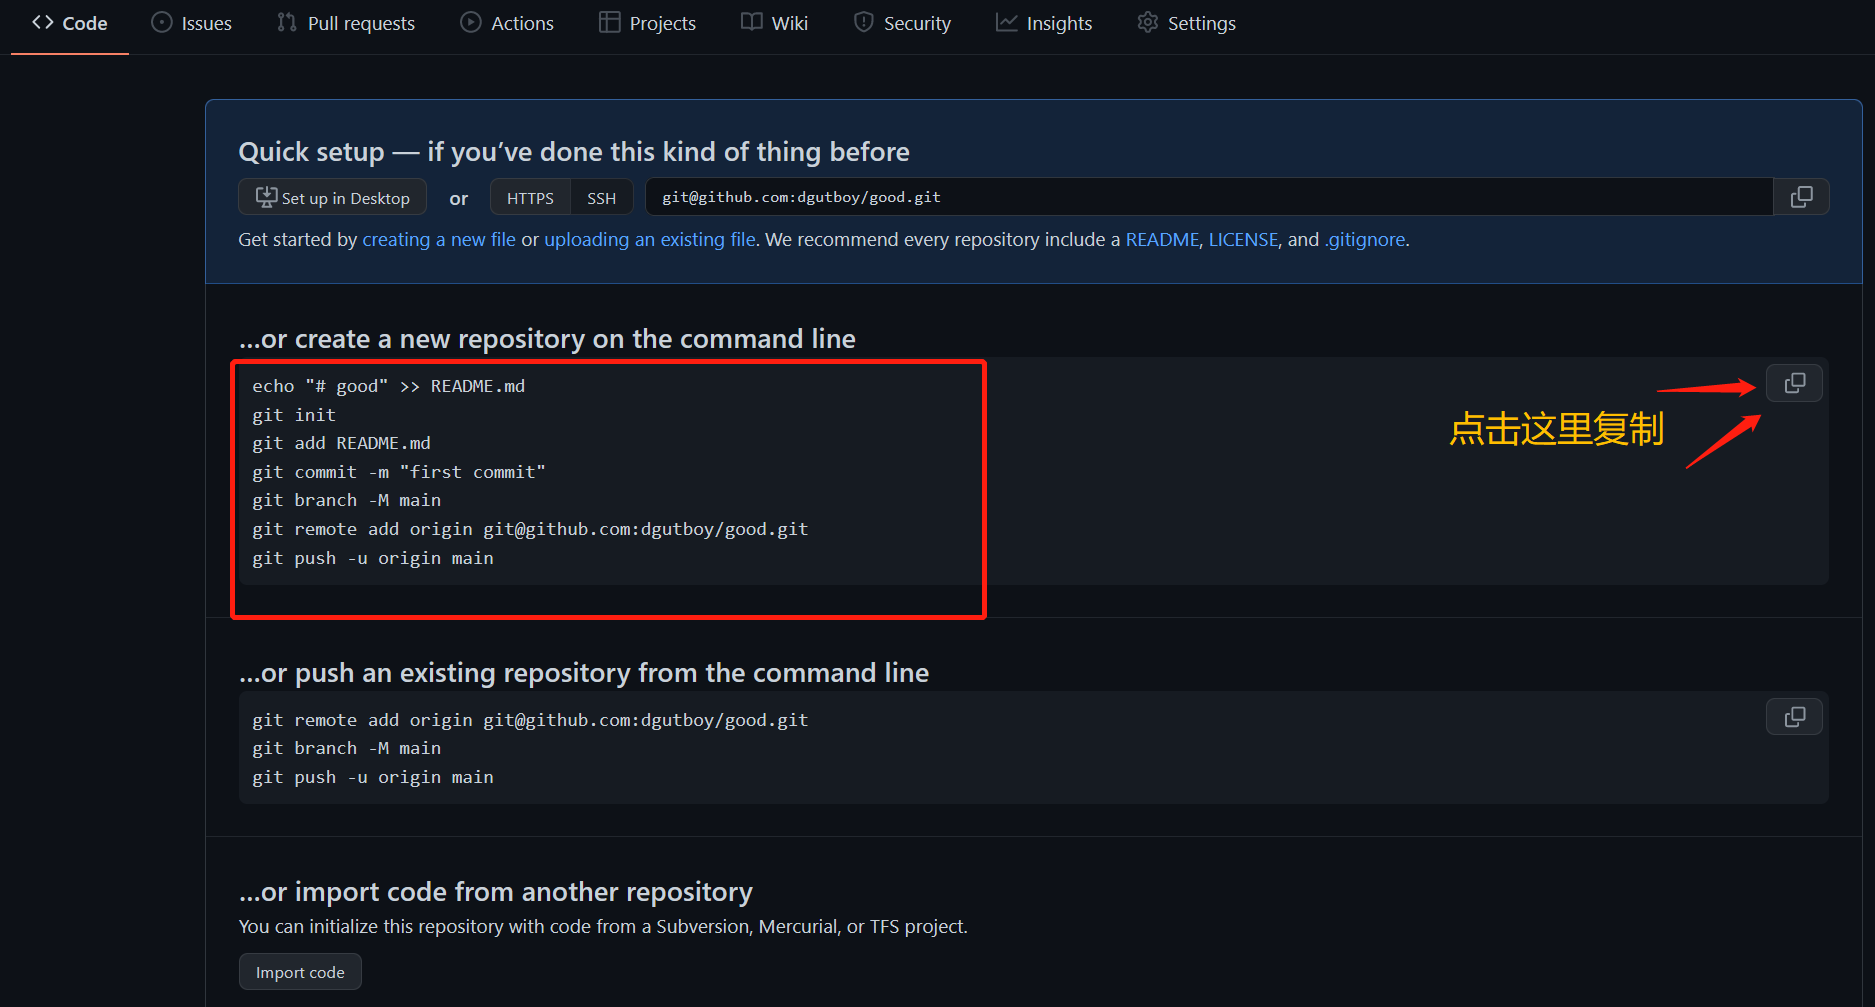 Code Issues Pull requests Actions Projects Wiki Security Insights Settings
Quick setup — if you’ve done this kind of thing before
Set up in Desktop or HTTPS SSH git@github.com:dgutboy/good.git
Get started by creating a new file or uploading an existing file. We recommend every repository include a README, LICENSE, and .gitignore.
…or create a new repository on the command line
echo "# good" >> README.md
git init
git add README.md
git commit -m "first commit"
git branch -M main
git remote add origin git@github.com:dgutboy/good.git
git push -u origin main
点击这里复制
…or push an existing repository from the command line
git remote add origin git@github.com:dgutboy/good.git
git branch -M main
git push -u origin main
…or import code from another repository
You can initialize this repository with code from a Subversion, Mercurial, or TFS project.
Import code